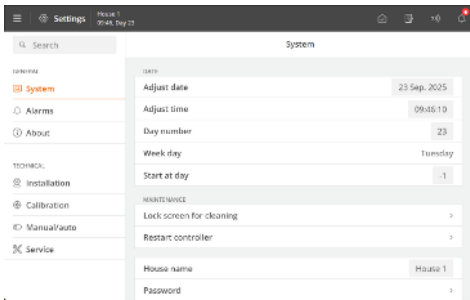 Settings
House 1
09:46, Day 23
Search
System
GENERAL
System
Alarms
About
TECHNICAL
Installation
Calibration
Manual/auto
Service
DATE
Adjust date 23 Sep. 2025
Adjust time 09:46:10
Day number 23
Week day Tuesday
Start at day -1
MAINTENANCE
Lock screen for cleaning
Restart controller
House name House 1
Password